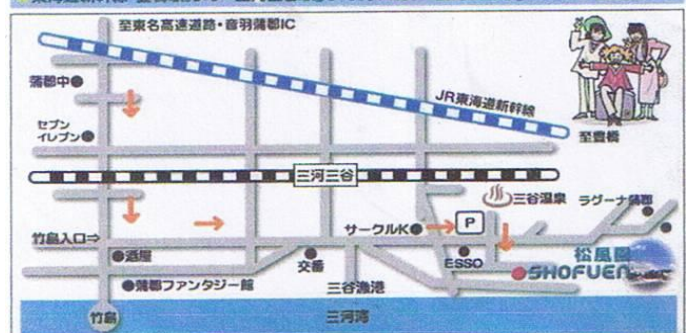 至東名高速道路・音羽蒲郡IC
蒲郡中
JR東海道新幹線
セブン
イレブン
至豊橋
三河三谷
三谷温泉
ラグーナ蒲郡
サークルK
P
竹島入口⇒
酒屋
交番
ESSO
松風園
SHOFUEN
蒲郡ファンタジー館
三谷漁港
竹島
三河湾